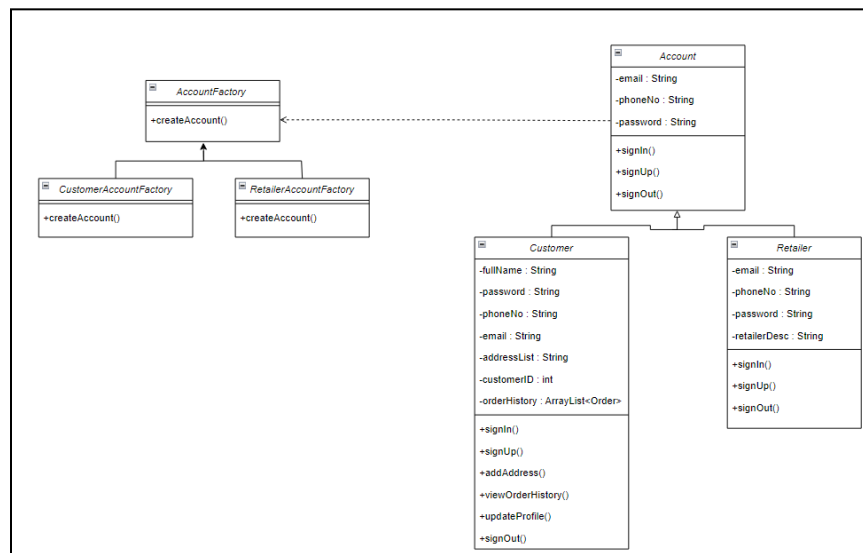 AccountFactory
+createAccount()
CustomerAccountFactory
+createAccount()
RetailerAccountFactory
+createAccount()
Account
-email : String
-phoneNo : String
-password : String
+signIn()
+signUp()
+signOut()
Customer
-fullName : String
-password : String
-phoneNo : String
-email : String
-addressList : String
-customerID : int
-orderHistory : ArrayList<Order>
+signIn()
+signUp()
+addAddress()
+viewOrderHistory()
+updateProfile()
+signOut()
Retailer
-email : String
-phoneNo : String
-password : String
-retailerDesc : String
+signIn()
+signUp()
+signOut()